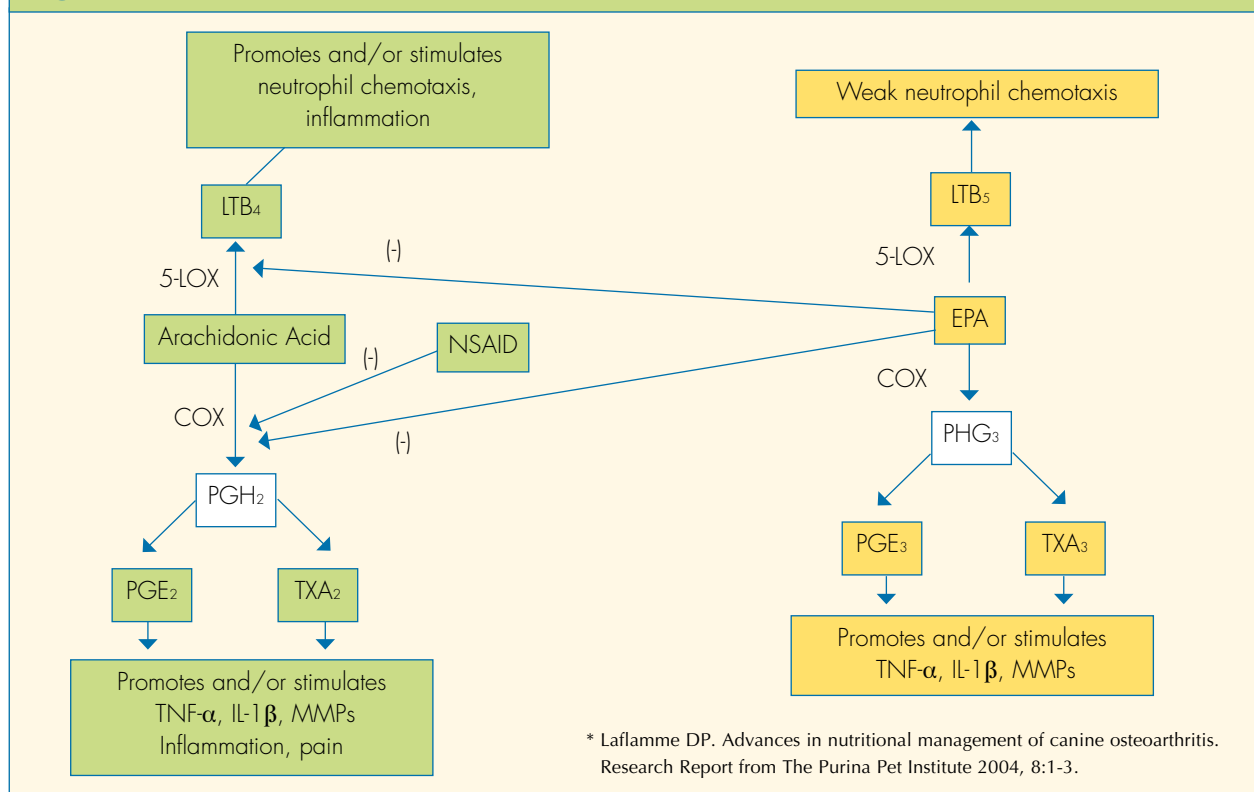 Promotes and/or stimulates
neutrophil chemotaxis,
inflammation
Weak neutrophil chemotaxis
LTB4
LTB5
(-)
5-LOX
5-LOX
Arachidonic Acid
NSAID
EPA
(-)
COX
COX
(-)
PHG3
PGH2
PGE3
TXA3
PGE2
TXA2
Promotes and/or stimulates
TNF-α, IL-1β, MMPs
Promotes and/or stimulates
TNF-α, IL-1β, MMPs
Inflammation, pain
* Laflamme DP. Advances in nutritional management of canine osteoarthritis.
Research Report from The Purina Pet Institute 2004, 8:1-3.